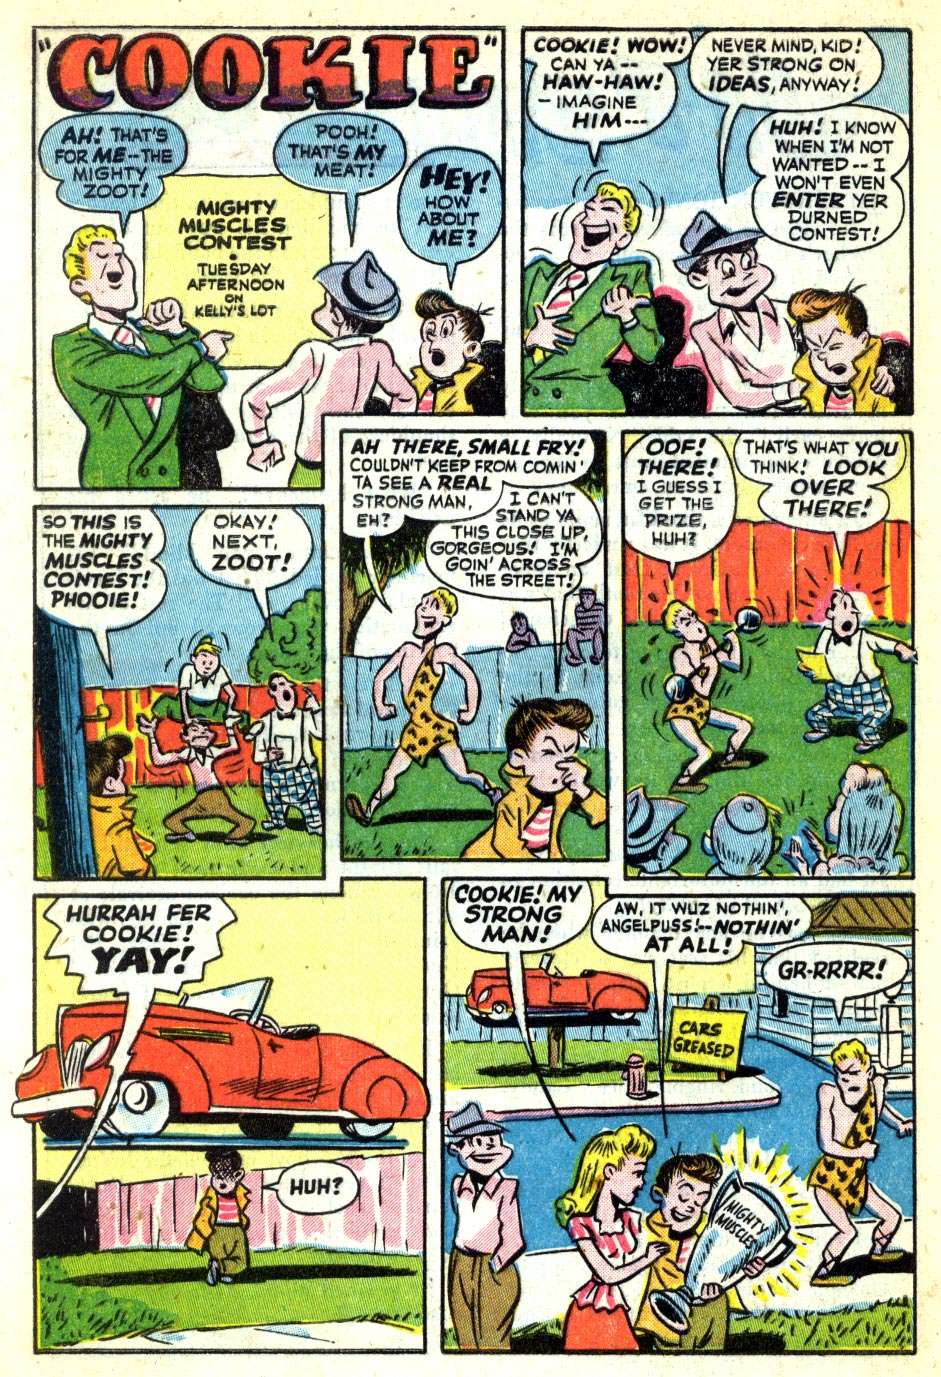 "COOKIE"
AH! THAT'S
FOR ME--THE
MIGHTY
ZOOT!
POOH!
THAT'S MY
MEAT!
HEY!
HOW
ABOUT
ME?
MIGHTY
MUSCLES
CONTEST
•
TUESDAY
AFTERNOON
ON
KELLY'S LOT
COOKIE! WOW!
CAN YA --
HAW-HAW!
- IMAGINE
HIM---
NEVER MIND, KID!
YER STRONG ON
IDEAS, ANYWAY!
HUH! I KNOW
WHEN I'M NOT
WANTED -- I
WON'T EVEN
ENTER YER
DURNED
CONTEST!
SO THIS IS
THE MIGHTY
MUSCLES
CONTEST!
PHOOIE!
OKAY!
NEXT,
ZOOT!
AH THERE, SMALL FRY!
COULDN'T KEEP FROM COMIN'
TA SEE A REAL
STRONG MAN,
EH?
I CAN'T
STAND YA
THIS CLOSE UP,
GORGEOUS! I'M
GOIN' ACROSS
THE STREET!
OOF!
THERE!
I GUESS I
GET THE
PRIZE,
HUH?
THAT'S WHAT YOU
THINK! LOOK
OVER
THERE!
HURRAH FER
COOKIE!
YAY!
HUH?
COOKIE! MY
STRONG
MAN!
AW, IT WUZ NOTHIN',
ANGELPUSS!--NOTHIN'
AT ALL!
GR-RRRR!
CARS
GREASED
MIGHTY
MUSCLES